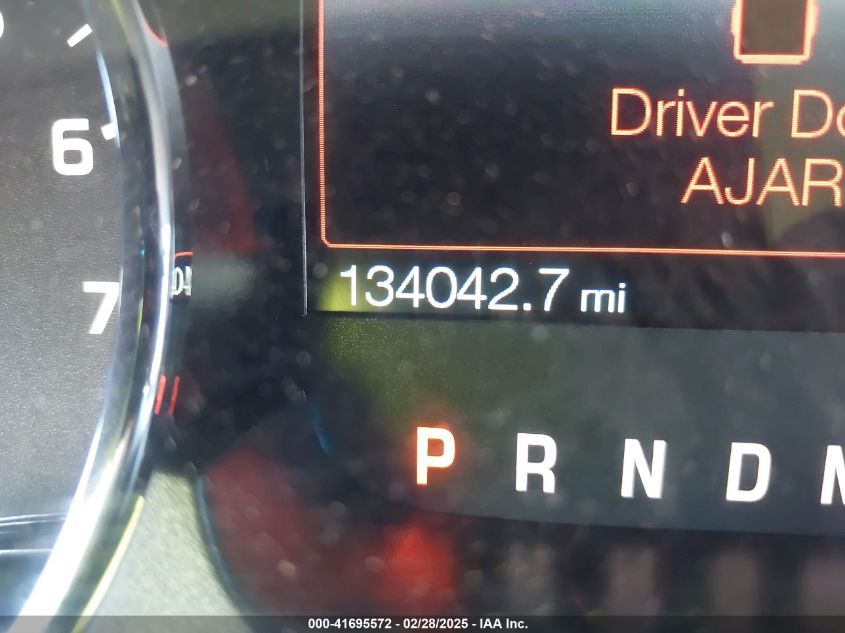 6
7
Driver Do
AJAR
134042.7 mi
P R N D M
000-41695572 - 02/28/2025 - IAA Inc.